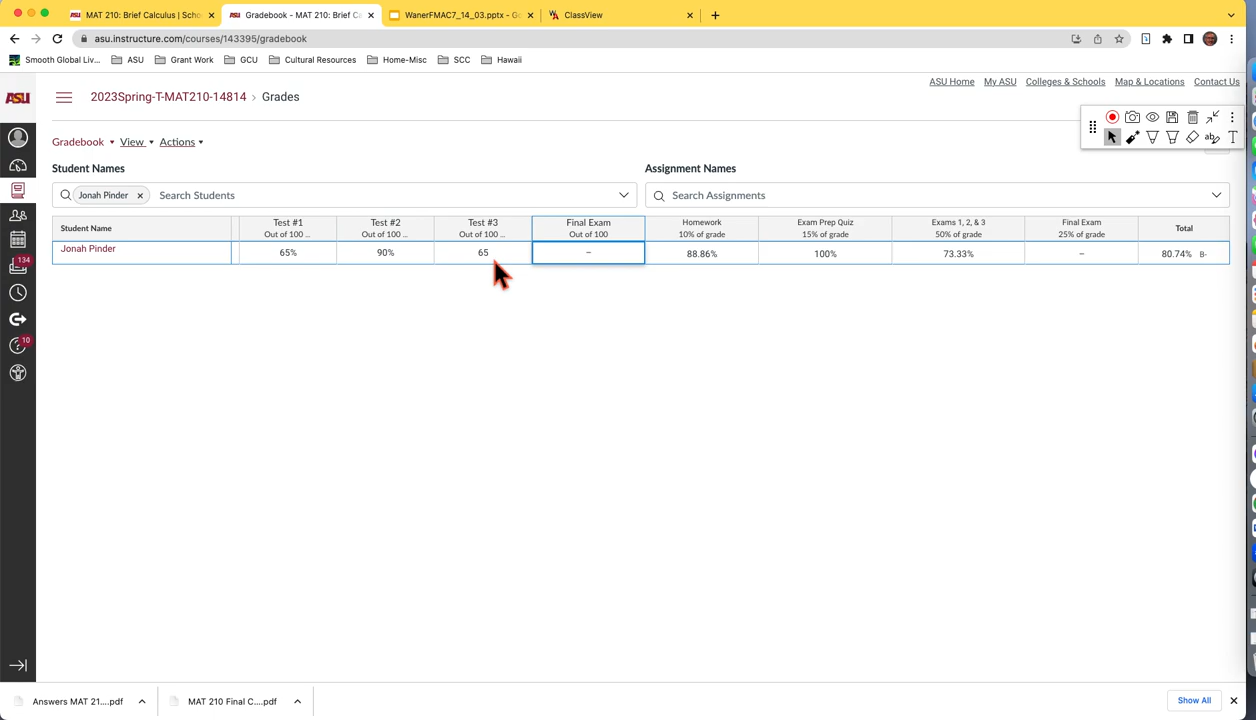 MAT 210: Brief Calculus | Scho
Gradebook - MAT 210: Brief C
WanerFMAC7_14_03.pptx - Go
ClassView
asu.instructure.com/courses/143395/gradebook
Smooth Global Liv...
ASU
Grant Work
GCU
Cultural Resources
Home-Misc
SCC
Hawaii
ASU Home
My ASU
Colleges & Schools
Map & Locations
Contact Us
ASU
2023Spring-T-MAT210-14814 › Grades
Gradebook
View
Actions
Student Names
Assignment Names
Jonah Pinder
Search Students
Search Assignments
Student Name
Test #1
Out of 100 ...
Test #2
Out of 100 ...
Test #3
Out of 100 ...
Final Exam
Out of 100
Homework
10% of grade
Exam Prep Quiz
15% of grade
Exams 1, 2, & 3
50% of grade
Final Exam
25% of grade
Total
Jonah Pinder
65%
90%
65
–
88.86%
100%
73.33%
–
80.74% B-
134
10
Answers MAT 21....pdf
MAT 210 Final C....pdf
Show All